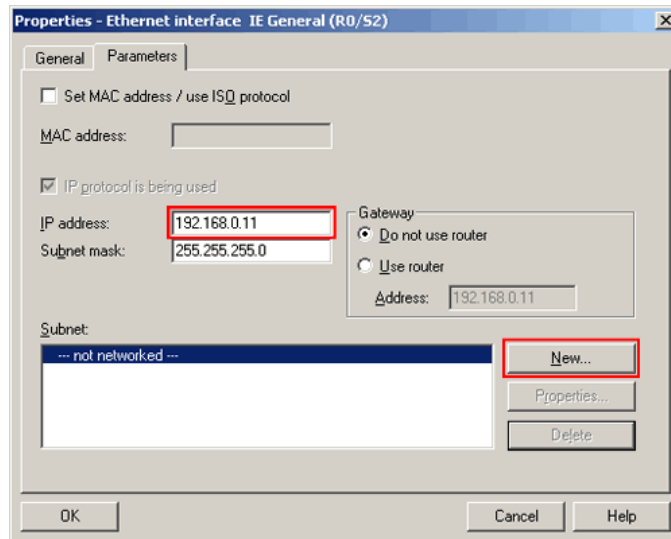 Properties - Ethernet interface IE General (R0/S2)
General
Parameters
Set MAC address / use ISO protocol
MAC address:
IP protocol is being used
IP address:
192.168.0.11
Subnet mask:
255.255.255.0
Gateway
Do not use router
Use router
Address:
192.168.0.11
Subnet:
--- not networked ---
New...
Properties...
Delete
OK
Cancel
Help